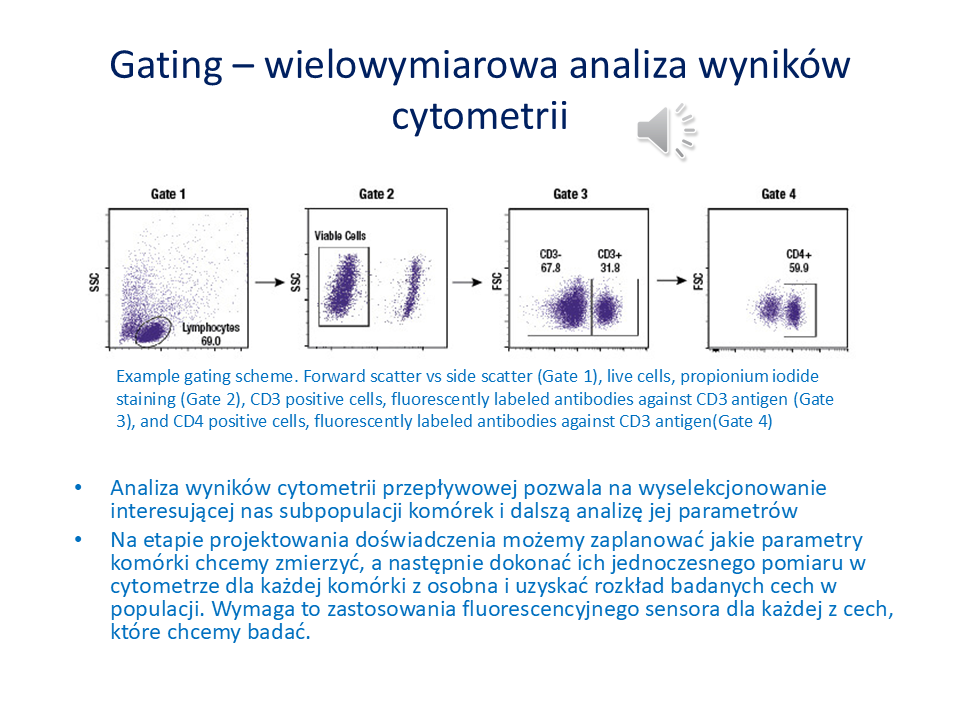 Gating – wielowymiarowa analiza wyników
cytometrii
Gate 1
Gate 2
Gate 3
Gate 4
SSC
Lymphocytes
69.0
SSC
Viable Cells
FSC
CD3-
67.8
CD3+
31.8
FSC
CD4+
59.9
Example gating scheme. Forward scatter vs side scatter (Gate 1), live cells, propionium iodide
staining (Gate 2), CD3 positive cells, fluorescently labeled antibodies against CD3 antigen (Gate
3), and CD4 positive cells, fluorescently labeled antibodies against CD3 antigen(Gate 4)
• Analiza wyników cytometrii przepływowej pozwala na wyselekcjonowanie
interesującej nas subpopulacji komórek i dalszą analizę jej parametrów
• Na etapie projektowania doświadczenia możemy zaplanować jakie parametry
komórki chcemy zmierzyć, a następnie dokonać ich jednoczesnego pomiaru w
cytometrze dla każdej komórki z osobna i uzyskać rozkład badanych cech w
populacji. Wymaga to zastosowania fluorescencyjnego sensora dla każdej z cech,
które chcemy badać.